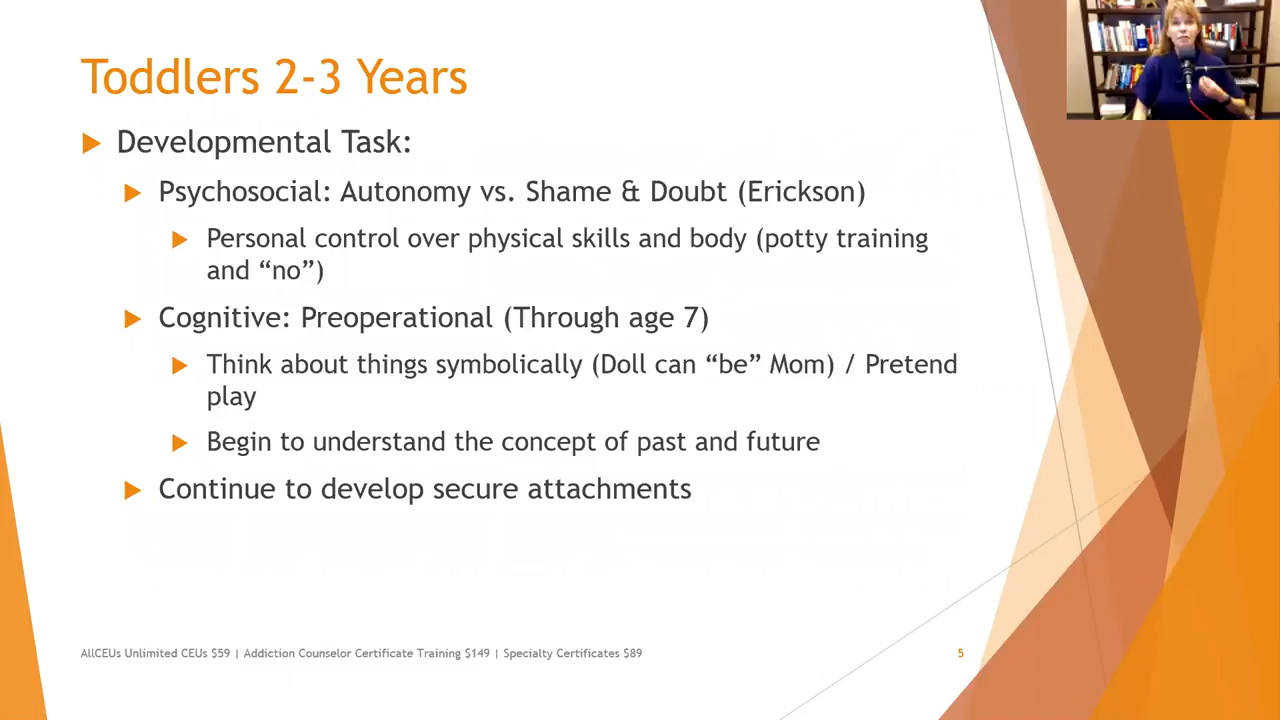 Toddlers 2-3 Years
Developmental Task:
Psychosocial: Autonomy vs. Shame & Doubt (Erickson)
Personal control over physical skills and body (potty training
and “no”)
Cognitive: Preoperational (Through age 7)
Think about things symbolically (Doll can “be” Mom) / Pretend
play
Begin to understand the concept of past and future
Continue to develop secure attachments
AllCEUs Unlimited CEUs $59 | Addiction Counselor Certificate Training $149 | Specialty Certificates $89
5